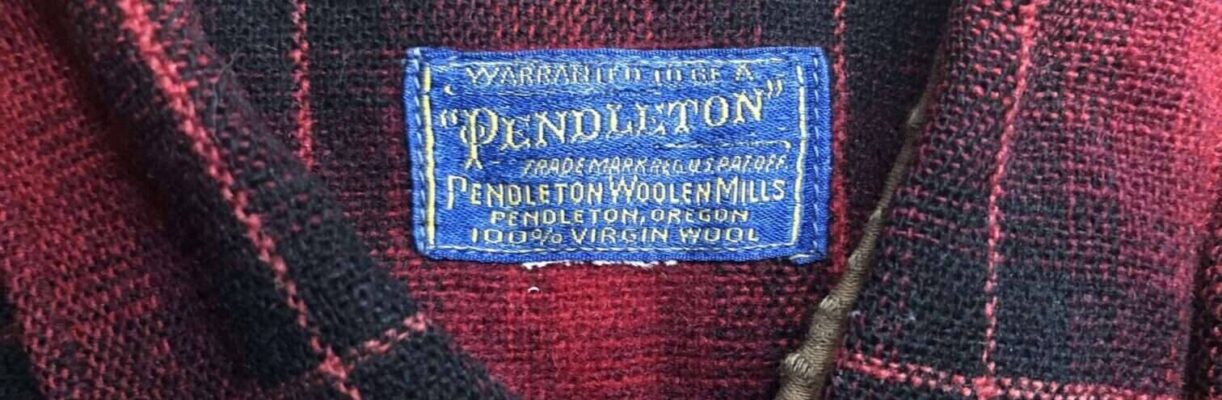 WARRANTED TO BE A
"PENDLETON"
TRADE MARK REG. U.S. PAT. OFF.
PENDLETON WOOLEN MILLS
PENDLETON, OREGON
100% VIRGIN WOOL